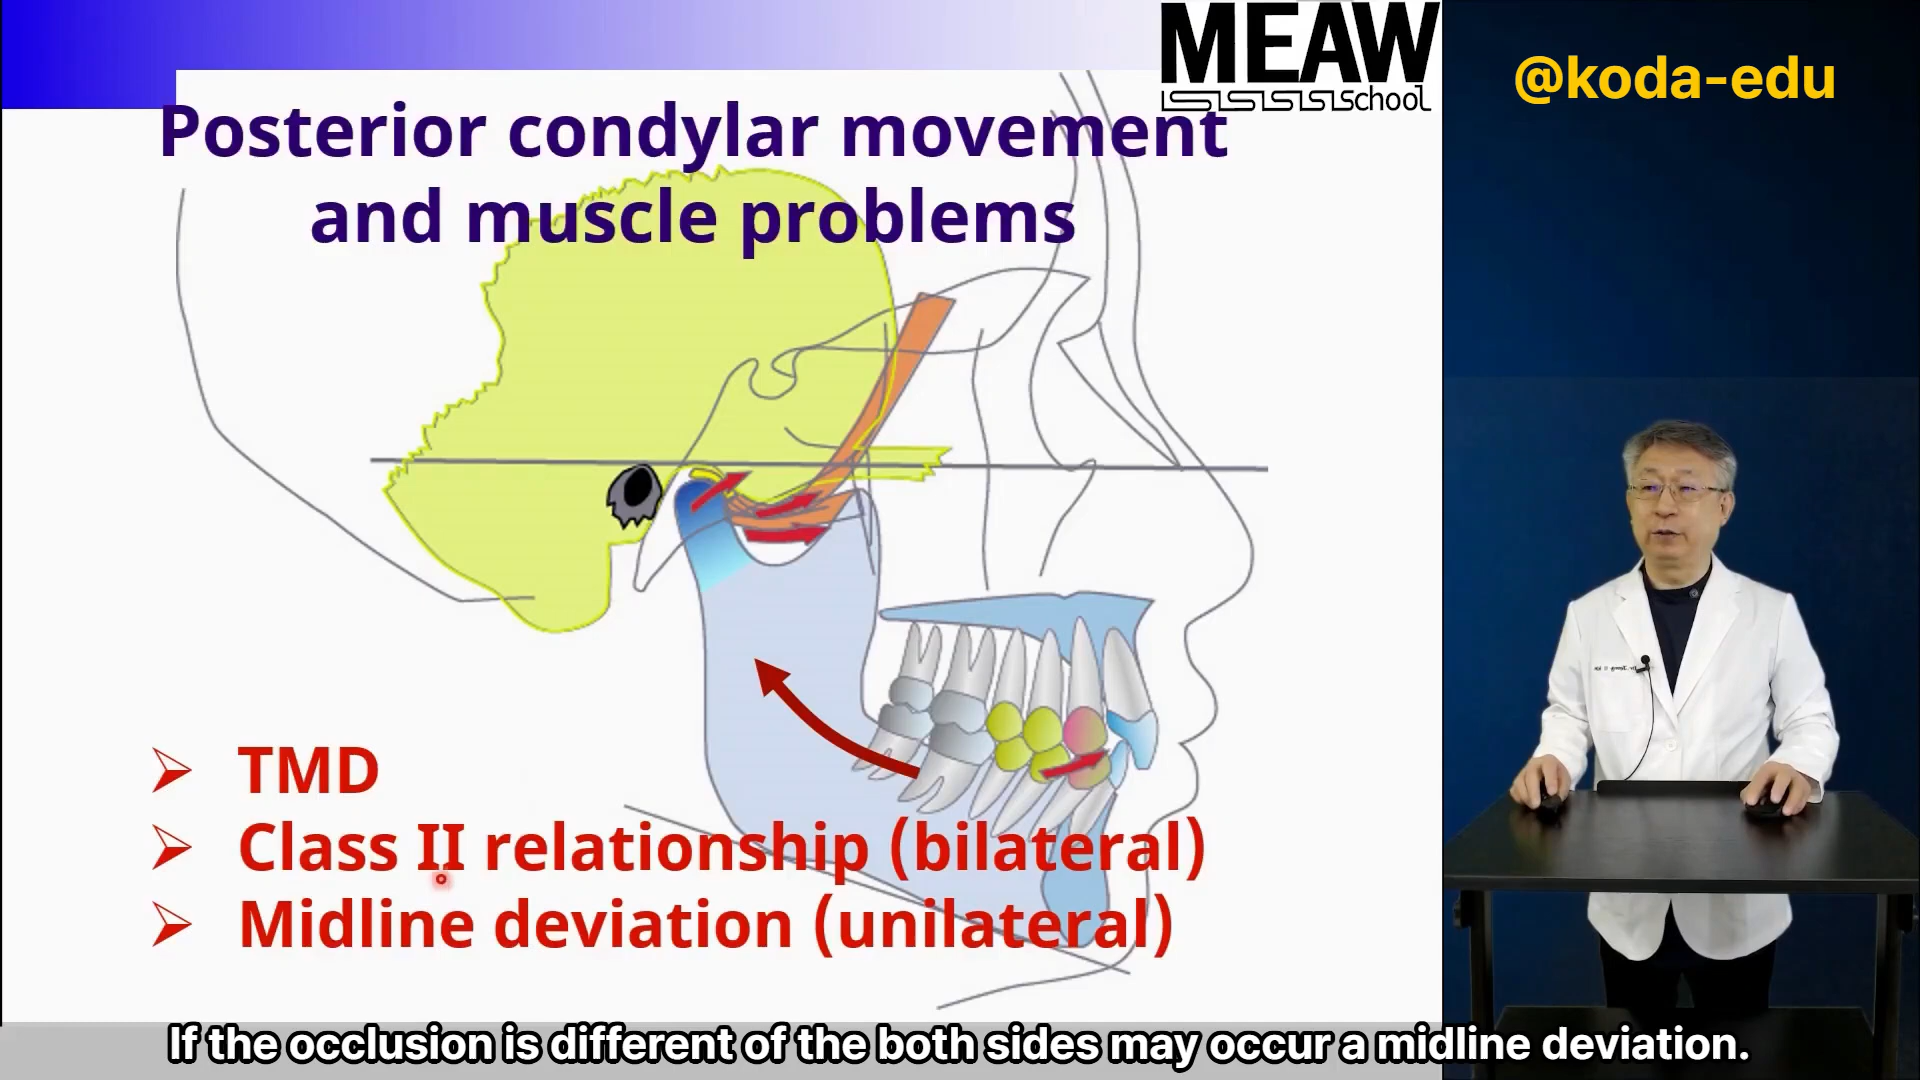 MEAW
school
@koda-edu
Posterior condylar movement
and muscle problems
TMD
Class II relationship (bilateral)
Midline deviation (unilateral)
If the occlusion is different of the both sides may occur a midline deviation.